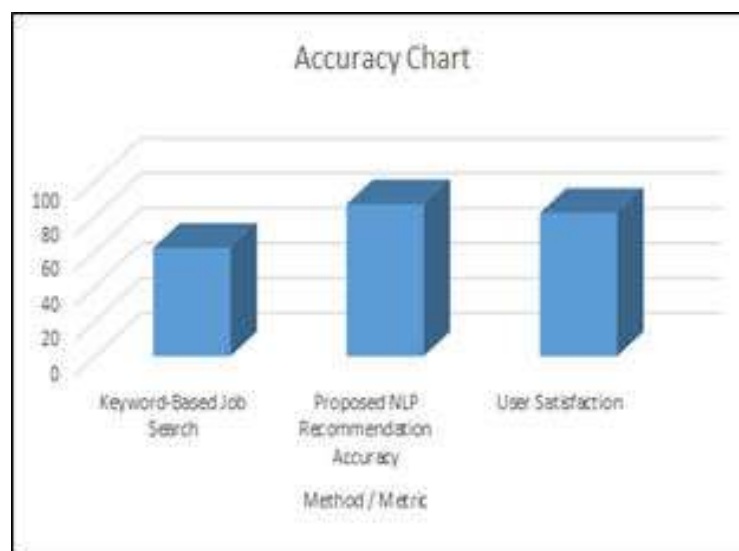 Accuracy Chart
100
80
60
40
20
0
Keyword-Based Job
Search
Proposed NLP
Recommendation
Accuracy
User Satisfaction
Method / Metric